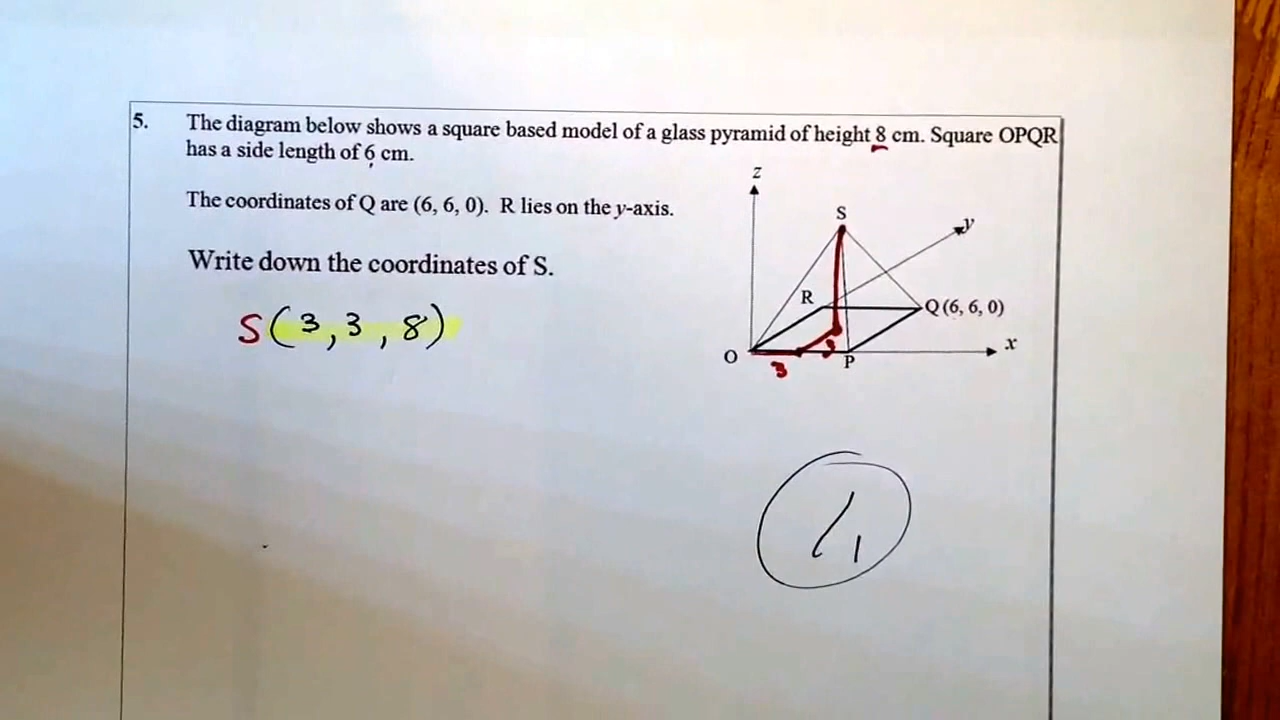 5. The diagram below shows a square based model of a glass pyramid of height 8 cm. Square OPQR
has a side length of 6 cm.
The coordinates of Q are (6, 6, 0). R lies on the y-axis.
Write down the coordinates of S.
S(3,3,8)
z
S
y
R
Q (6, 6, 0)
O
P
x
3
3